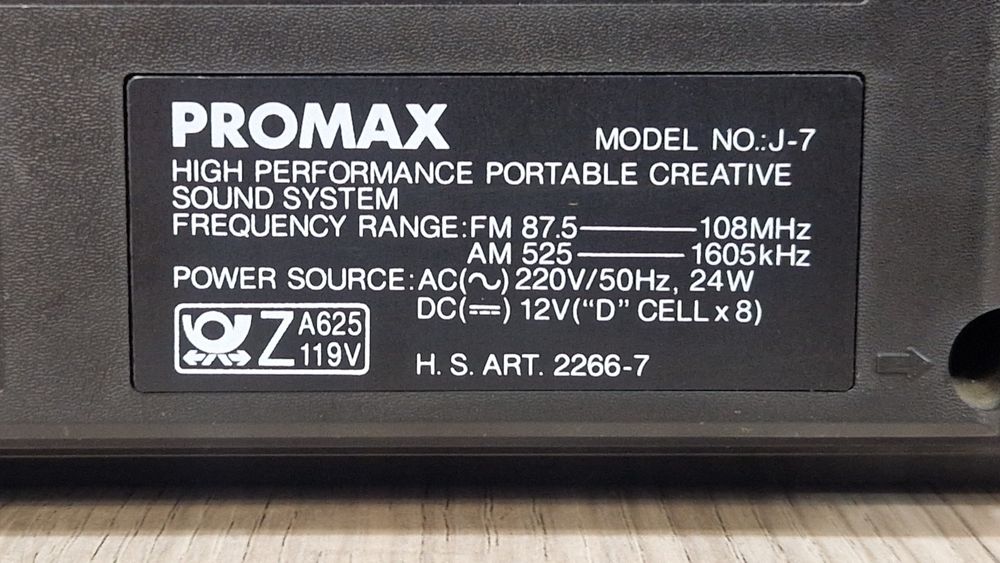 PROMAX
MODEL NO.:J-7
HIGH PERFORMANCE PORTABLE CREATIVE
SOUND SYSTEM
FREQUENCY RANGE:FM 87.5——108MHz
AM 525——1605kHz
POWER SOURCE:AC(∿)220V/50Hz, 24W
DC(⎓)12V("D" CELL x 8)
Z A625
119V
H. S. ART. 2266-7